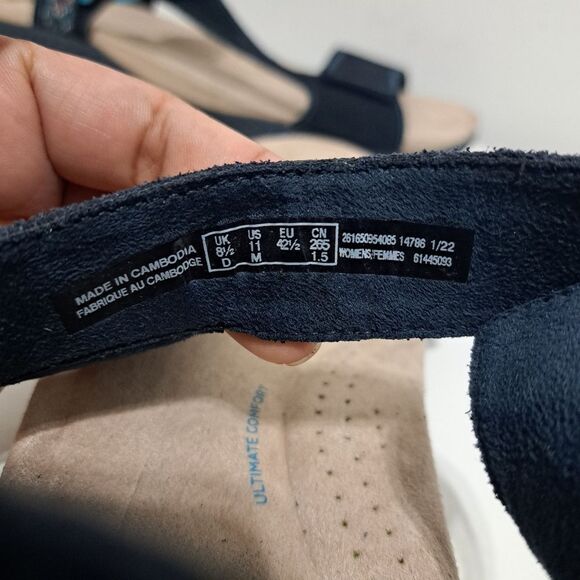 MADE IN CAMBODIA
FABRIQUE AU CAMBODGE
UK US EU CN
8½ 11 42½ 265
D M 1.5
261650954085 14786 1/22
WOMENS/FEMMES 61445093
ULTIMATE COMFORT